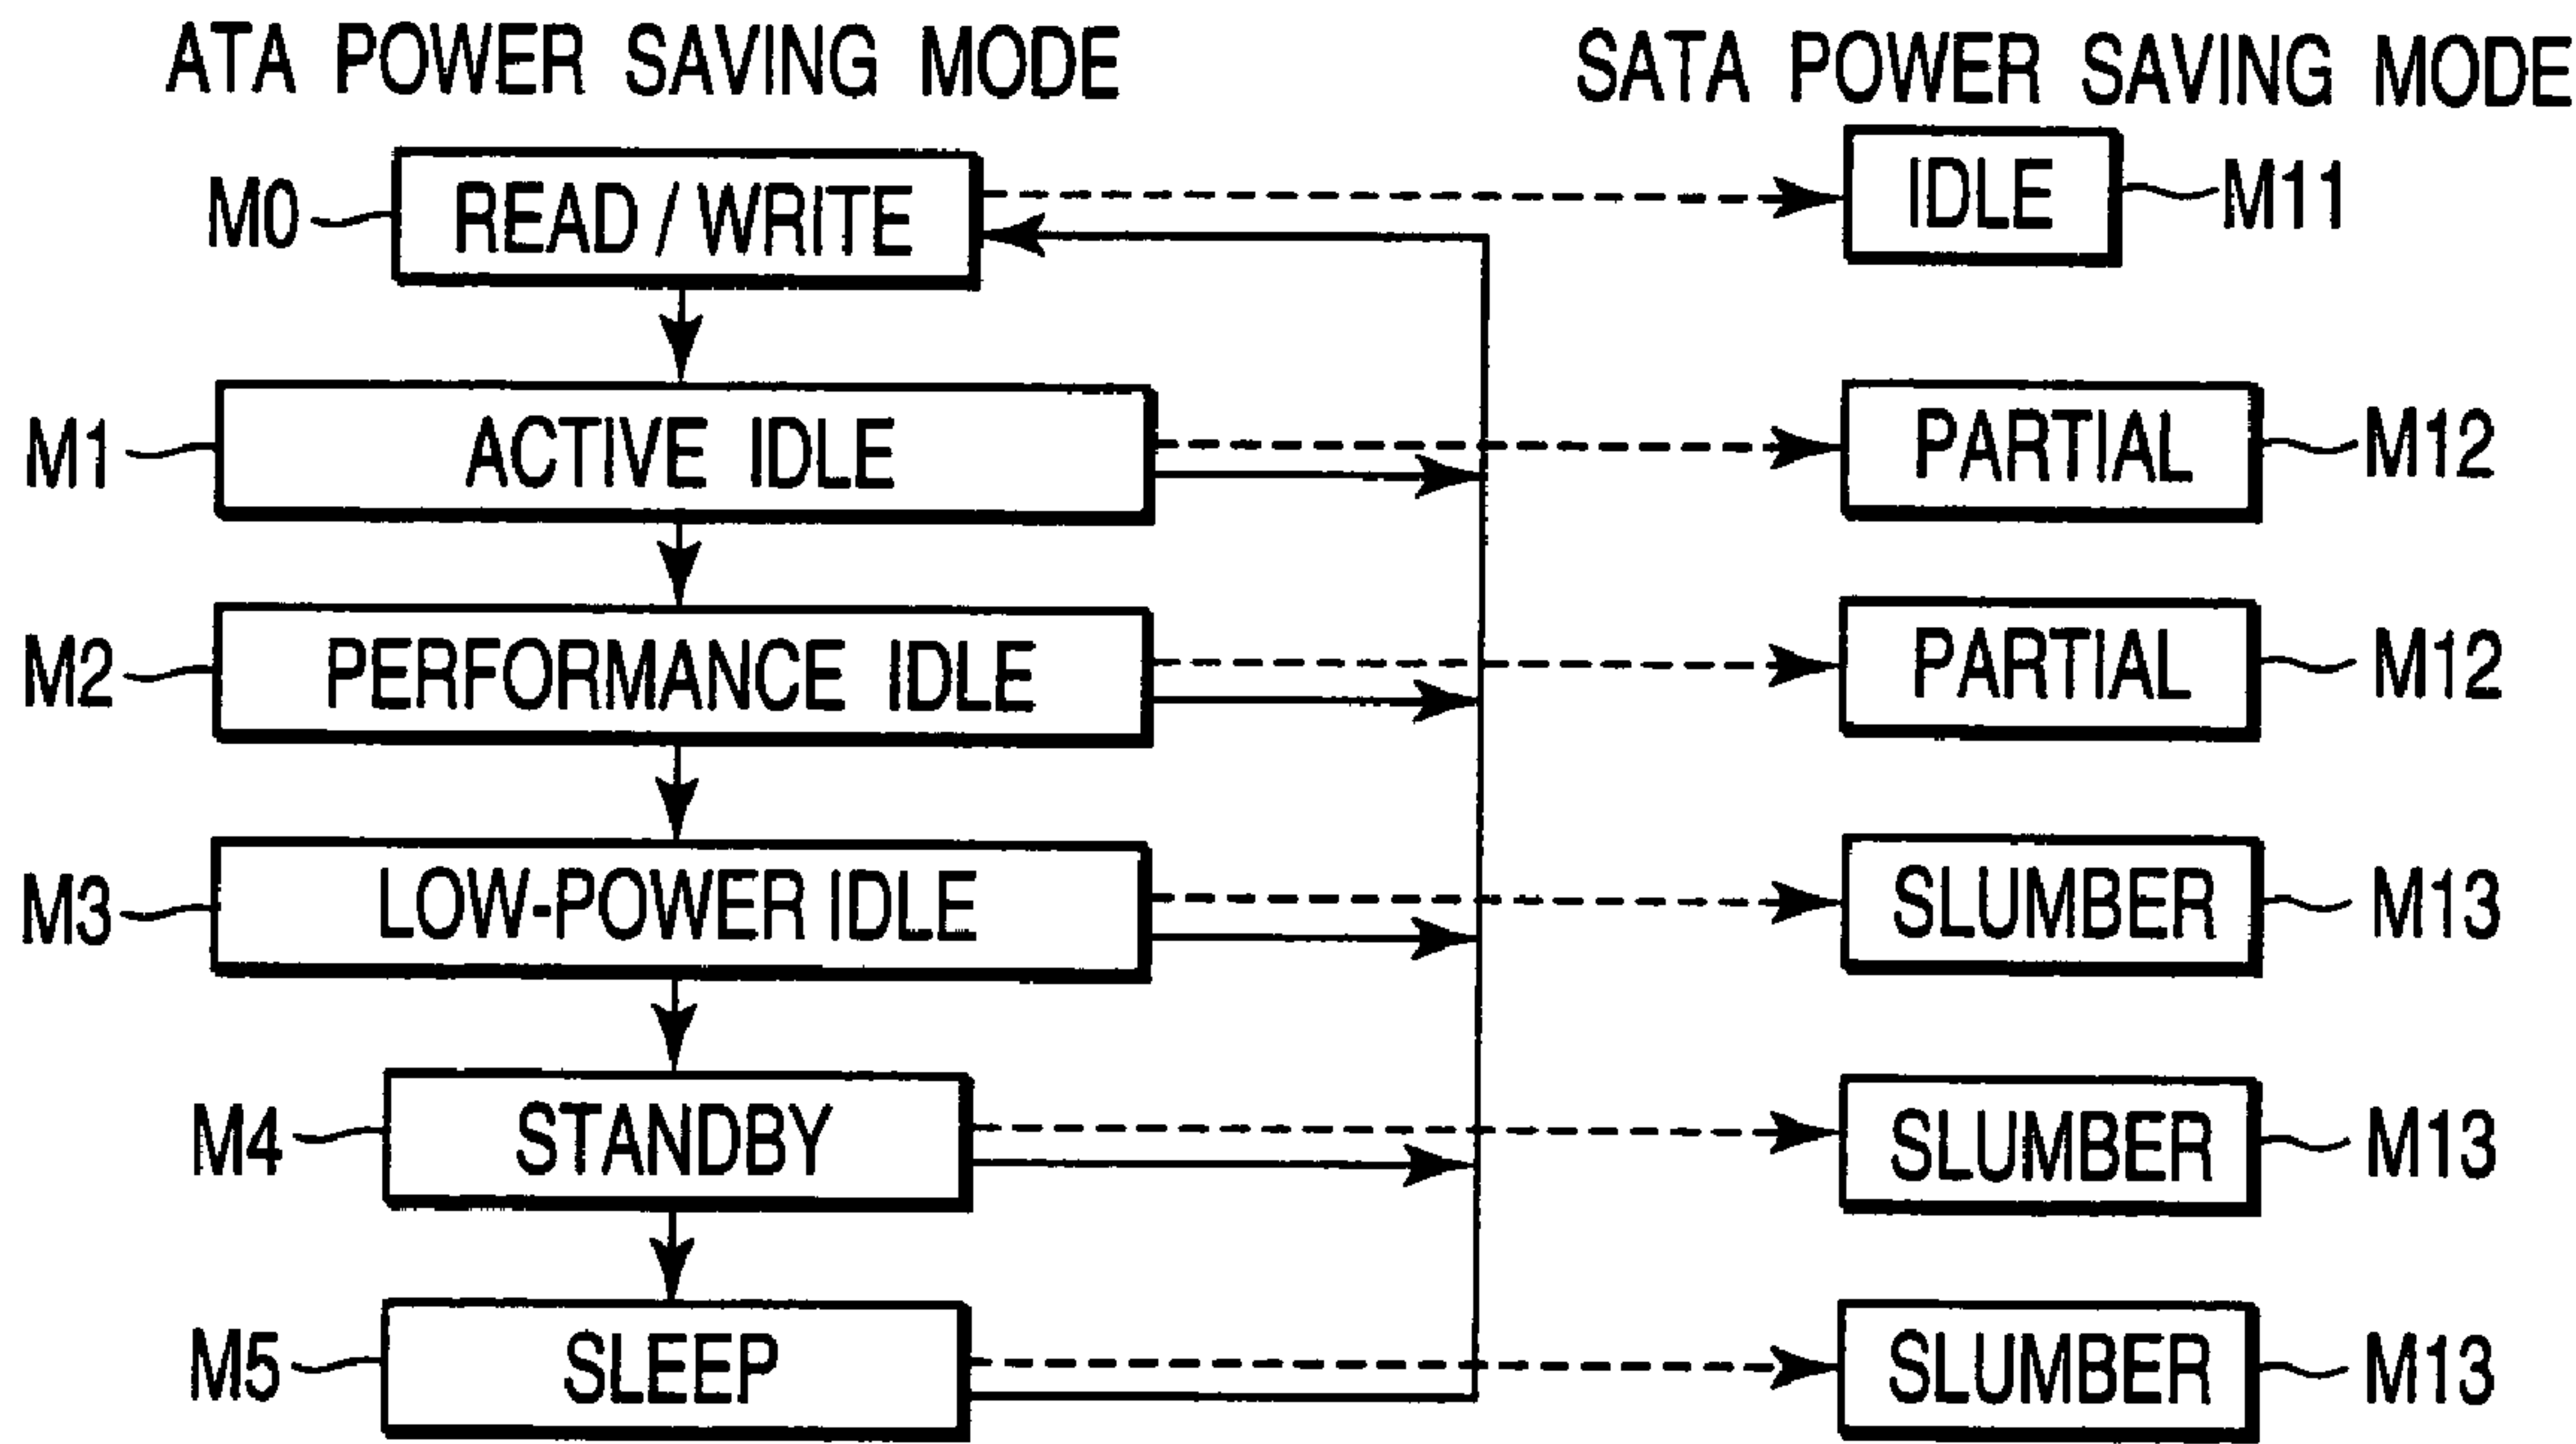 ATA POWER SAVING MODE
SATA POWER SAVING MODE
M0 READ / WRITE
IDLE M11
M1 ACTIVE IDLE
PARTIAL M12
M2 PERFORMANCE IDLE
PARTIAL M12
M3 LOW-POWER IDLE
SLUMBER M13
M4 STANDBY
SLUMBER M13
M5 SLEEP
SLUMBER M13